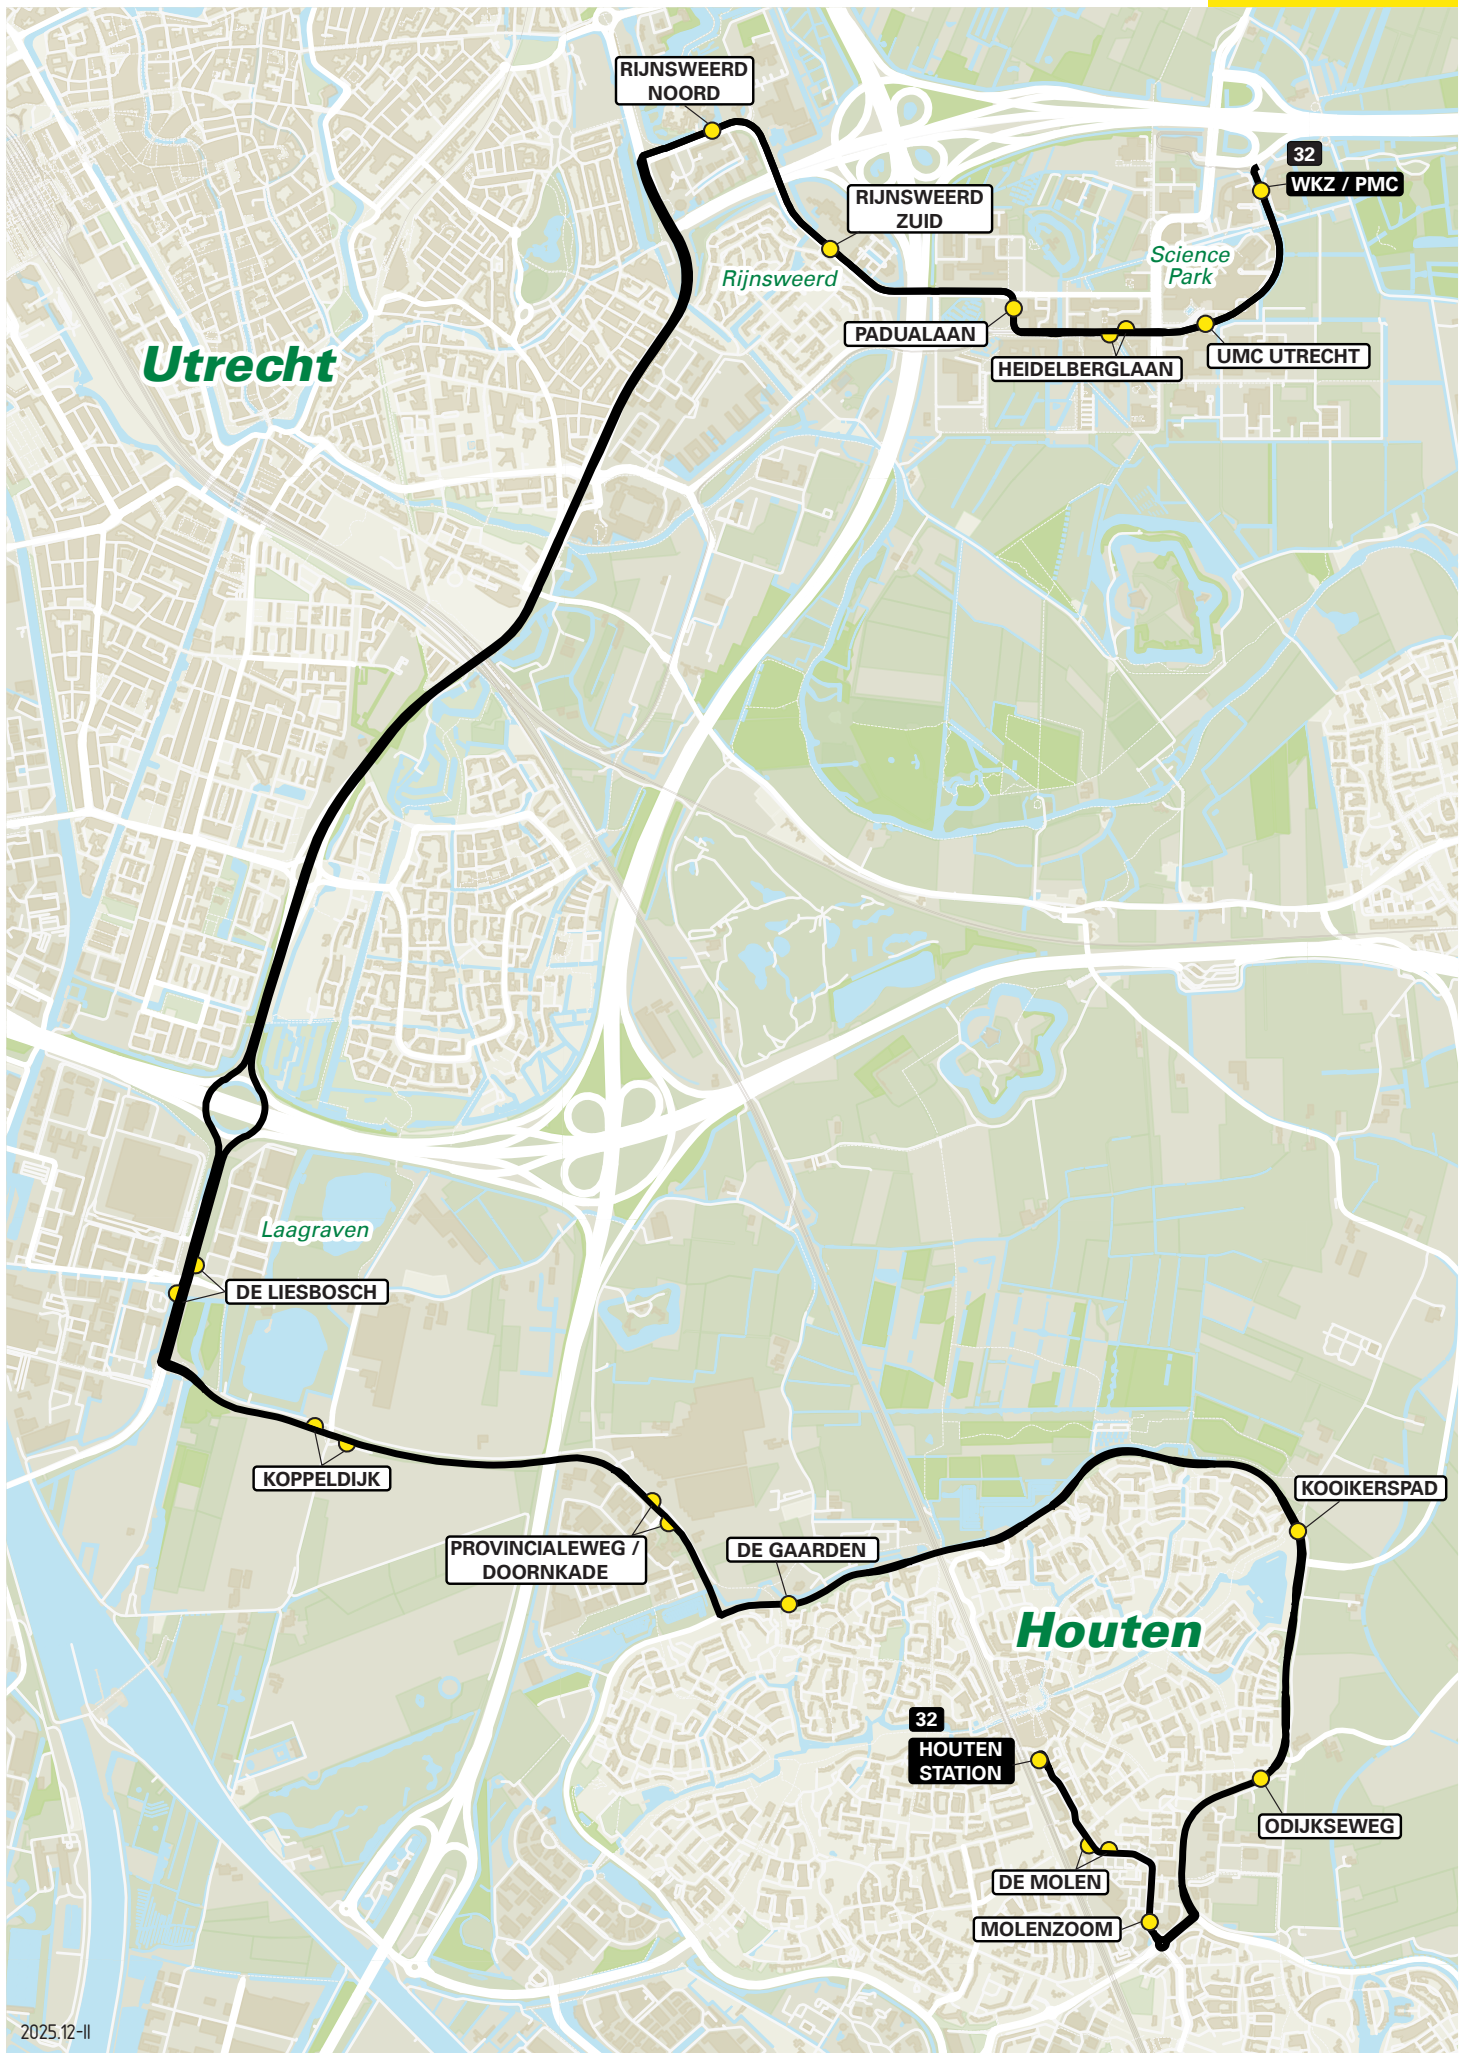 RIJNSWEERD
NOORD
32
WKZ / PMC
RIJNSWEERD
ZUID
Science
Park
Rijnsweerd
PADUALAAN
HEIDELBERGLAAN
UMC UTRECHT
Utrecht
Laagraven
DE LIESBOSCH
KOPPELDIJK
KOOIKERSPAD
PROVINCIALEWEG /
DOORNKADE
DE GAARDEN
Houten
32
HOUTEN
STATION
ODIJKSEWEG
DE MOLEN
MOLENZOOM
2025.12-II